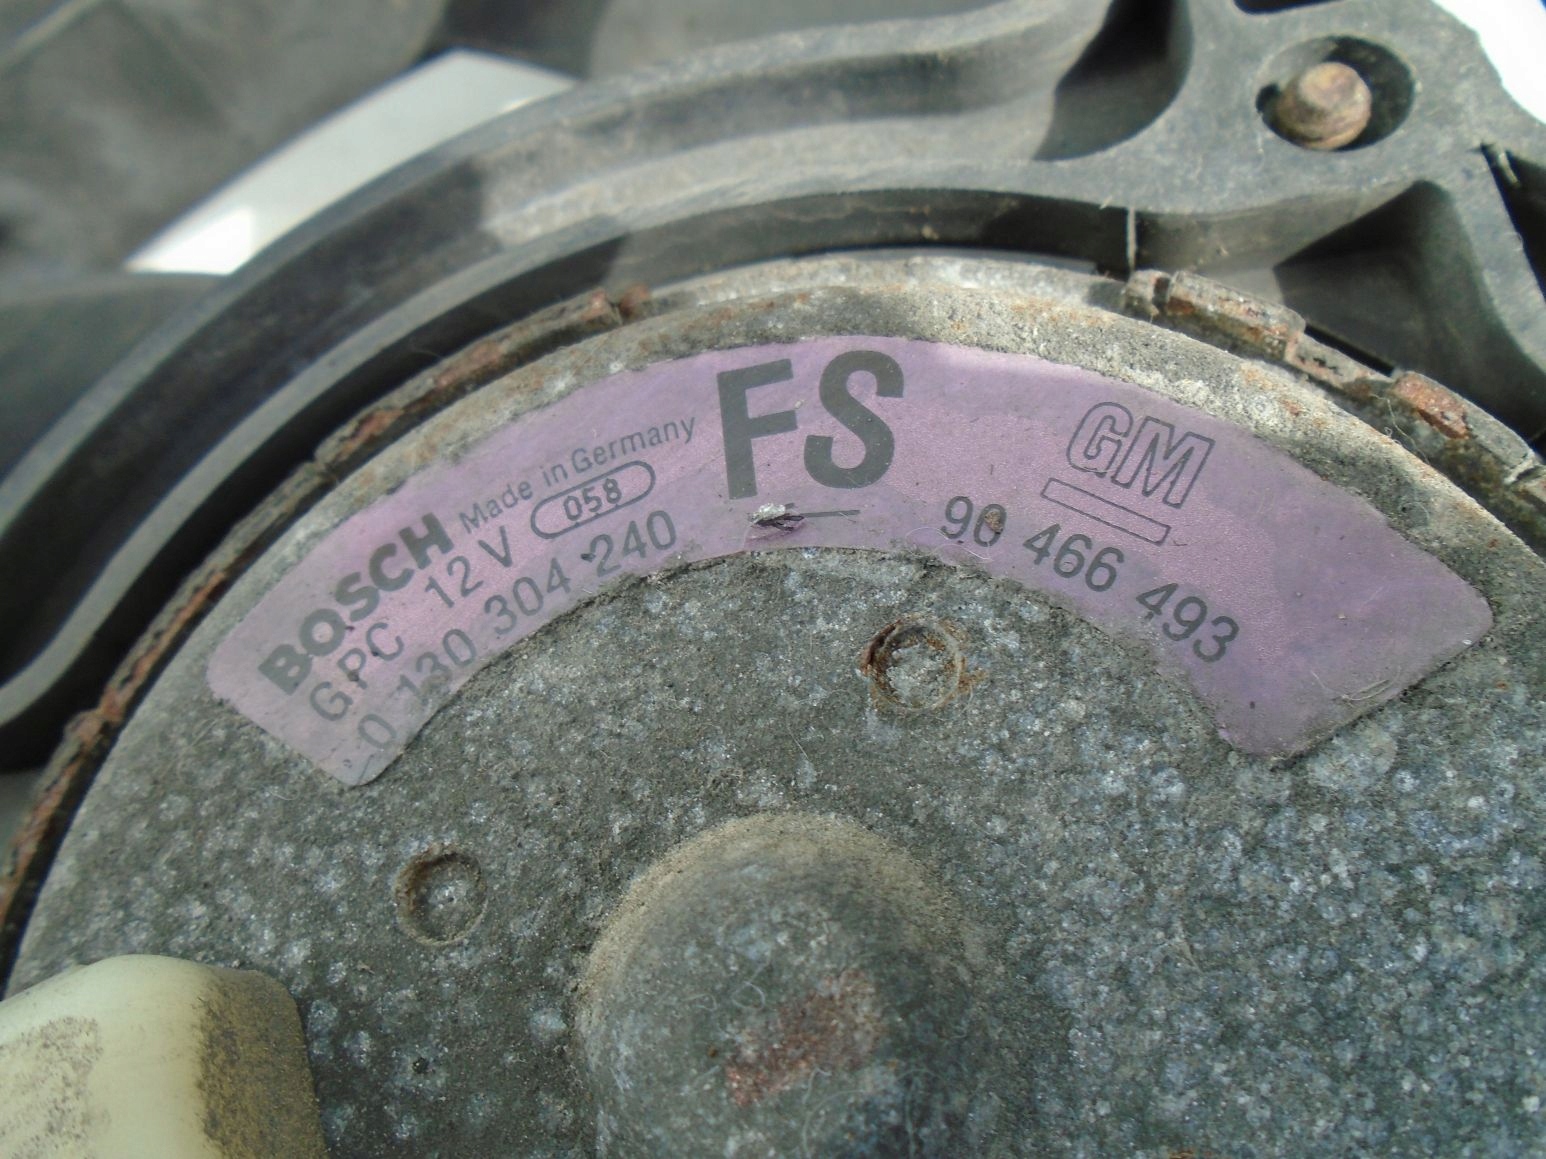 BOSCH Made in Germany
GPC 12 V 058
0 130 304 240
FS
GM
90 466 493